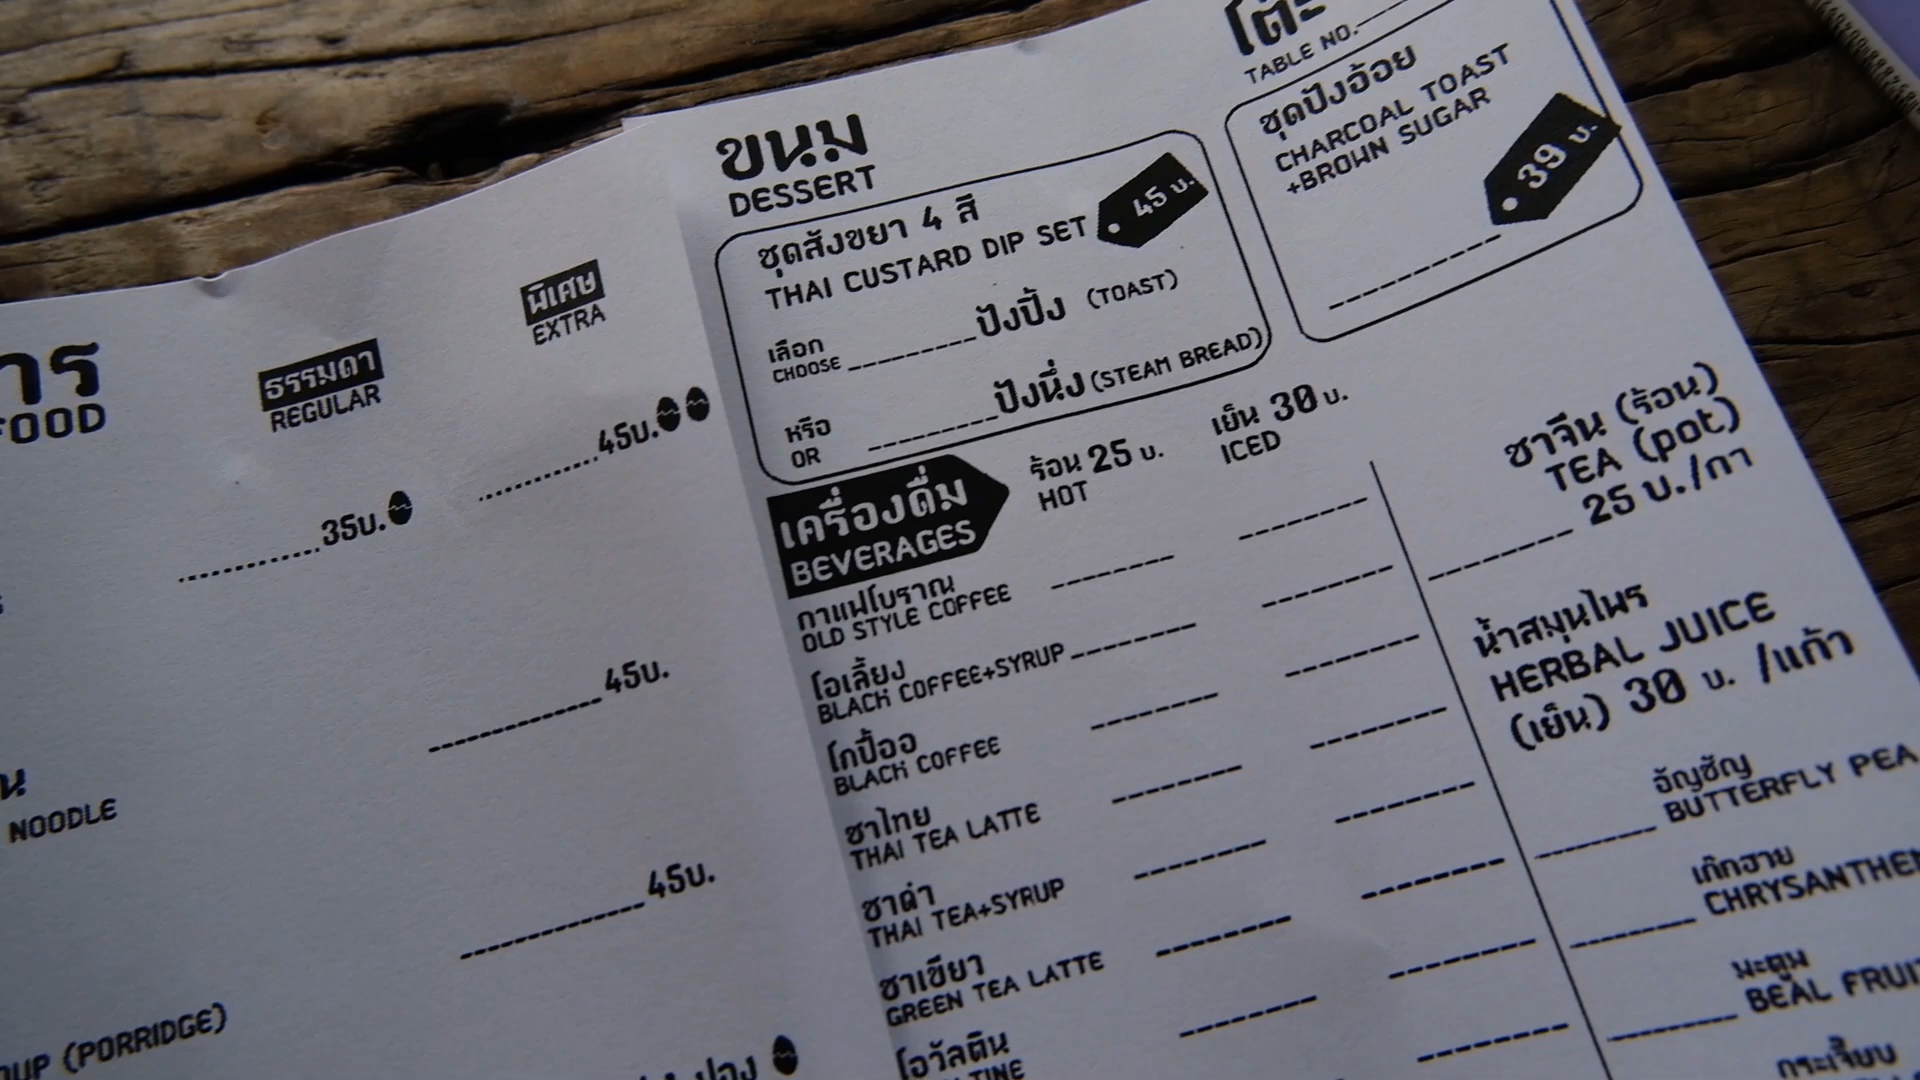 โต๊ะ
TABLE NO.
ขนม
DESSERT
ชุดสังขยา 4 สี
THAI CUSTARD DIP SET
45 บ.
เลือก
CHOOSE
ปังปิ้ง (TOAST)
หรือ
OR
ปังนึ่ง (STEAM BREAD)
ชุดปังอ้อย
CHARCOAL TOAST
+BROWN SUGAR
39 บ.
FOOD
ธรรมดา
REGULAR
พิเศษ
EXTRA
35บ.
45บ.
45บ.
NOODLE
45บ.
(PORRIDGE)
เครื่องดื่ม
BEVERAGES
ร้อน 25 บ.
HOT
เย็น 30 บ.
ICED
กาแฟโบราณ
OLD STYLE COFFEE
โอเลี้ยง
BLACK COFFEE+SYRUP
โกปี้ออ
BLACK COFFEE
ชาไทย
THAI TEA LATTE
ชาดำ
THAI TEA+SYRUP
ชาเขียว
GREEN TEA LATTE
โอวัลติน
ชาจีน (ร้อน)
TEA (pot)
25 บ./กา
น้ำสมุนไพร
HERBAL JUICE
(เย็น) 30 บ. /แก้ว
อัญชัญ
BUTTERFLY PEA
เก๊กฮวย
CHRYSANTHEM
มะตูม
BEAL FRUIT
กระเจี๊ยบ